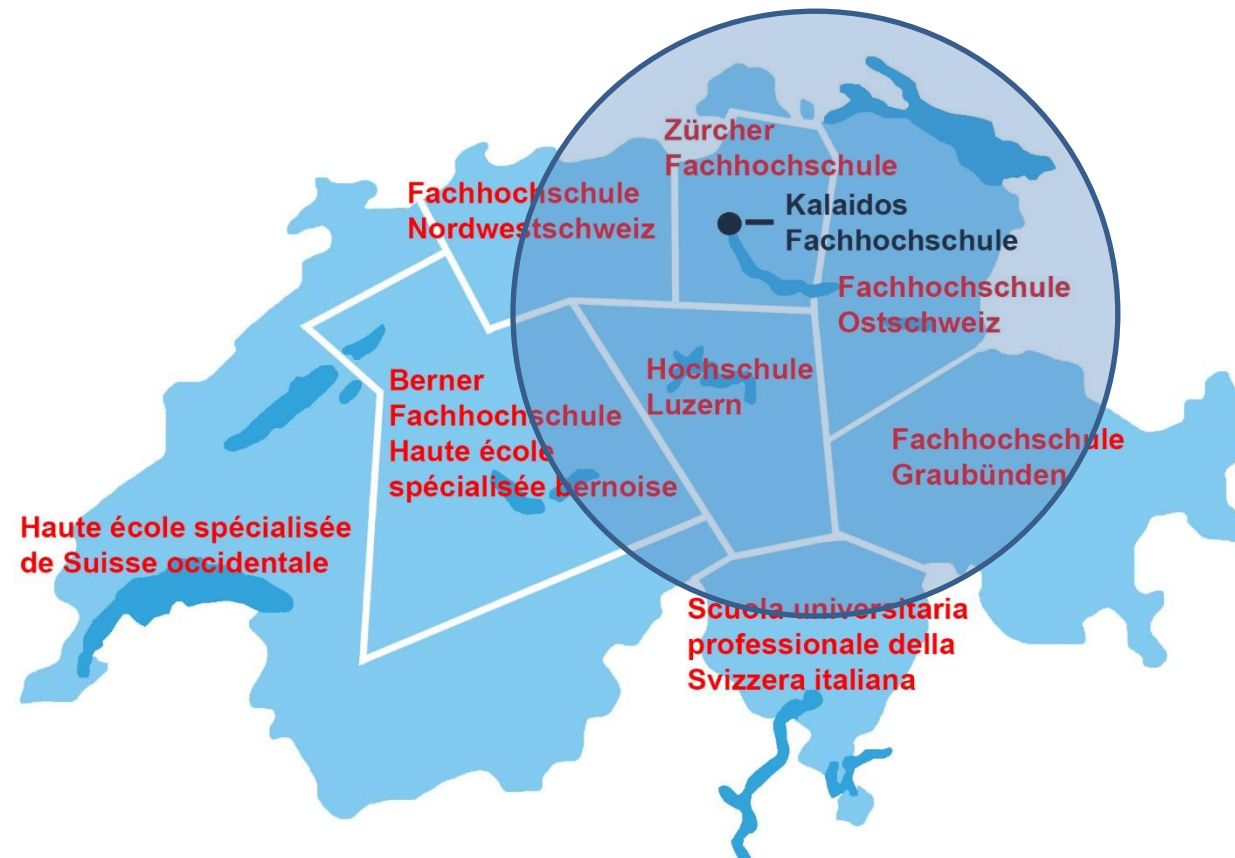 Zürcher
Fachhochschule
Fachhochschule
Nordwestschweiz
Kalaidos
Fachhochschule
Fachhochschule
Ostschweiz
Berner
Fachhochschule
Haute école
spécialisée bernoise
Hochschule
Luzern
Fachhochschule
Graubünden
Haute école spécialisée
de Suisse occidentale
Scuola universitaria
professionale della
Svizzera italiana